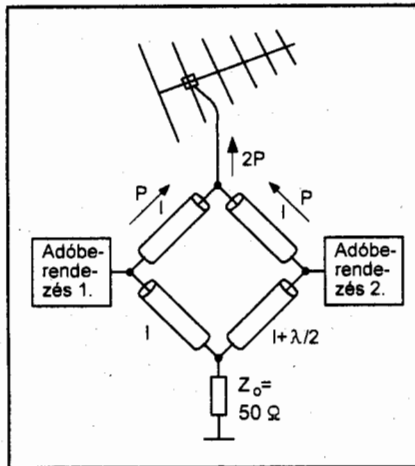 2P
P
l
l
P
Adóbe-
rende-
zés 1.
Adóbe-
rende-
zés 2.
l
l+λ/2
Z₀=
50 Ω